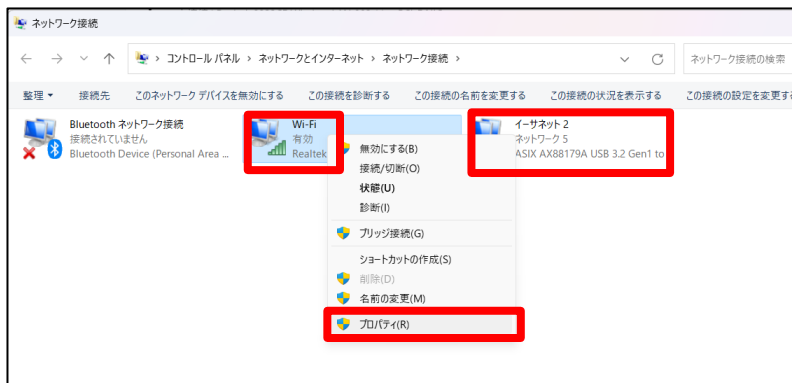 ネットワーク接続
コントロール パネル › ネットワークとインターネット › ネットワーク接続 ›
ネットワーク接続の検索
整理 接続先 このネットワーク デバイスを無効にする この接続を診断する この接続の名前を変更する この接続の状況を表示する この接続の設定を変更す
Bluetooth ネットワーク接続
接続されていません
Bluetooth Device (Personal Area ...
Wi-Fi
有効
Realtek
イーサネット 2
ネットワーク 5
ASIX AX88179A USB 3.2 Gen1 to
無効にする(B)
接続/切断(O)
状態(U)
診断(I)
ブリッジ接続(G)
ショートカットの作成(S)
削除(D)
名前の変更(M)
プロパティ(R)